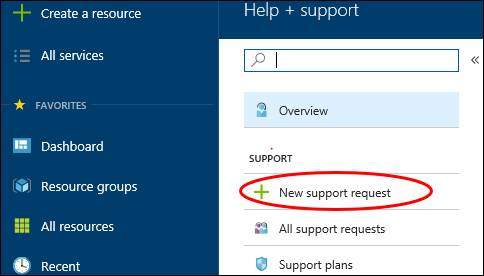 Create a resource
All services
FAVORITES
Dashboard
Resource groups
All resources
Recent
Help + support
Overview
SUPPORT
New support request
All support requests
Support plans